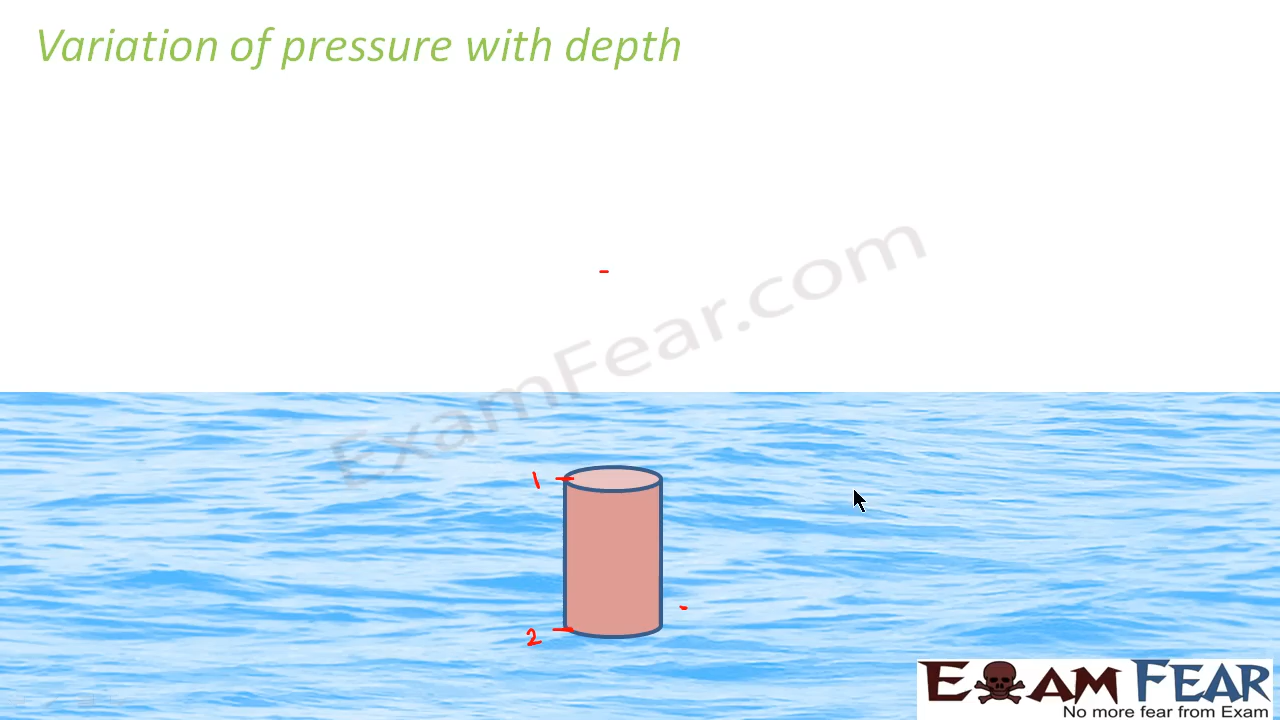 Variation of pressure with depth
ExamFear.com
1
2
EXAM FEAR
No more fear from Exam